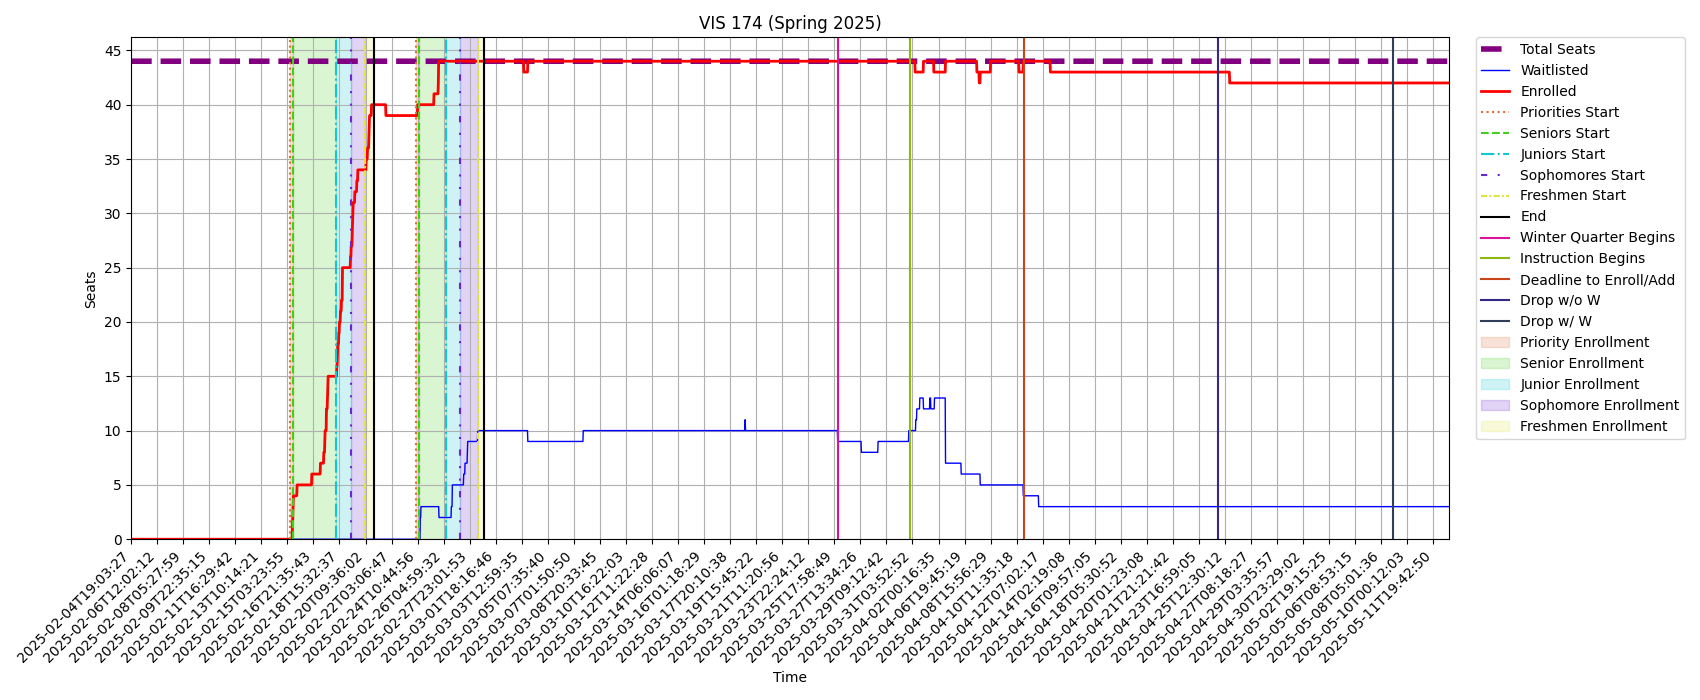 VIS 174 (Spring 2025)
Seats
45
40
35
30
25
20
15
10
5
0
2025-02-04T19:03:27
2025-02-06T12:02:12
2025-02-08T05:27:59
2025-02-09T22:35:15
2025-02-11T16:29:42
2025-02-13T10:14:21
2025-02-15T03:23:55
2025-02-16T21:35:43
2025-02-18T15:32:37
2025-02-20T09:36:02
2025-02-22T03:06:47
2025-02-24T10:44:56
2025-02-26T04:59:32
2025-02-27T23:01:53
2025-03-01T18:16:46
2025-03-03T12:59:35
2025-03-05T07:35:40
2025-03-07T01:50:50
2025-03-08T20:33:45
2025-03-10T16:22:03
2025-03-12T11:22:28
2025-03-14T06:06:07
2025-03-16T01:18:29
2025-03-17T20:10:38
2025-03-19T15:45:22
2025-03-21T11:20:56
2025-03-23T22:24:12
2025-03-25T17:58:49
2025-03-27T13:34:26
2025-03-29T09:12:42
2025-03-31T03:52:52
2025-04-02T00:16:35
2025-04-06T19:45:19
2025-04-08T15:56:29
2025-04-10T11:35:18
2025-04-12T07:02:17
2025-04-14T02:19:08
2025-04-16T09:57:05
2025-04-18T05:30:52
2025-04-20T01:23:08
2025-04-21T21:21:42
2025-04-23T16:59:05
2025-04-25T12:30:12
2025-04-27T08:18:27
2025-04-29T03:35:57
2025-04-30T23:29:02
2025-05-02T19:15:25
2025-05-06T08:53:15
2025-05-08T05:01:36
2025-05-10T00:12:03
2025-05-11T19:42:50
Time
Total Seats
Waitlisted
Enrolled
Priorities Start
Seniors Start
Juniors Start
Sophomores Start
Freshmen Start
End
Winter Quarter Begins
Instruction Begins
Deadline to Enroll/Add
Drop w/o W
Drop w/ W
Priority Enrollment
Senior Enrollment
Junior Enrollment
Sophomore Enrollment
Freshmen Enrollment